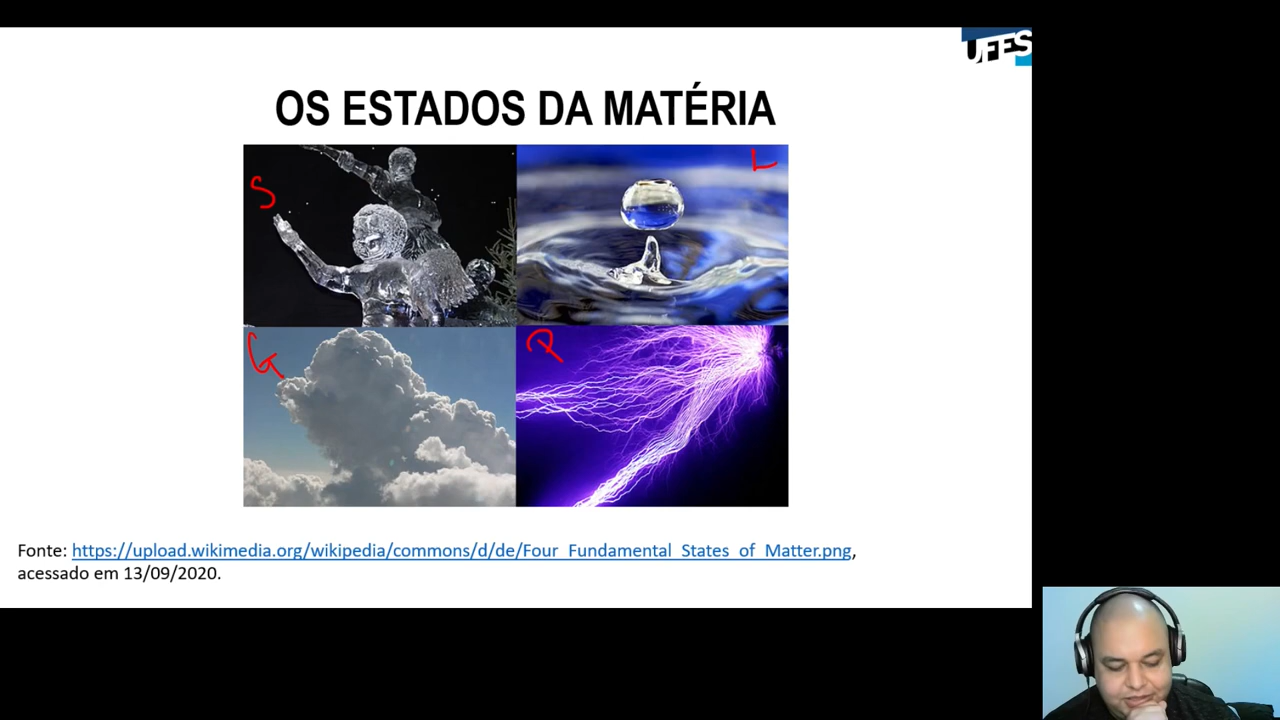 UFES
OS ESTADOS DA MATÉRIA
S
L
G
P
Fonte: https://upload.wikimedia.org/wikipedia/commons/d/de/Four_Fundamental_States_of_Matter.png,
acessado em 13/09/2020.